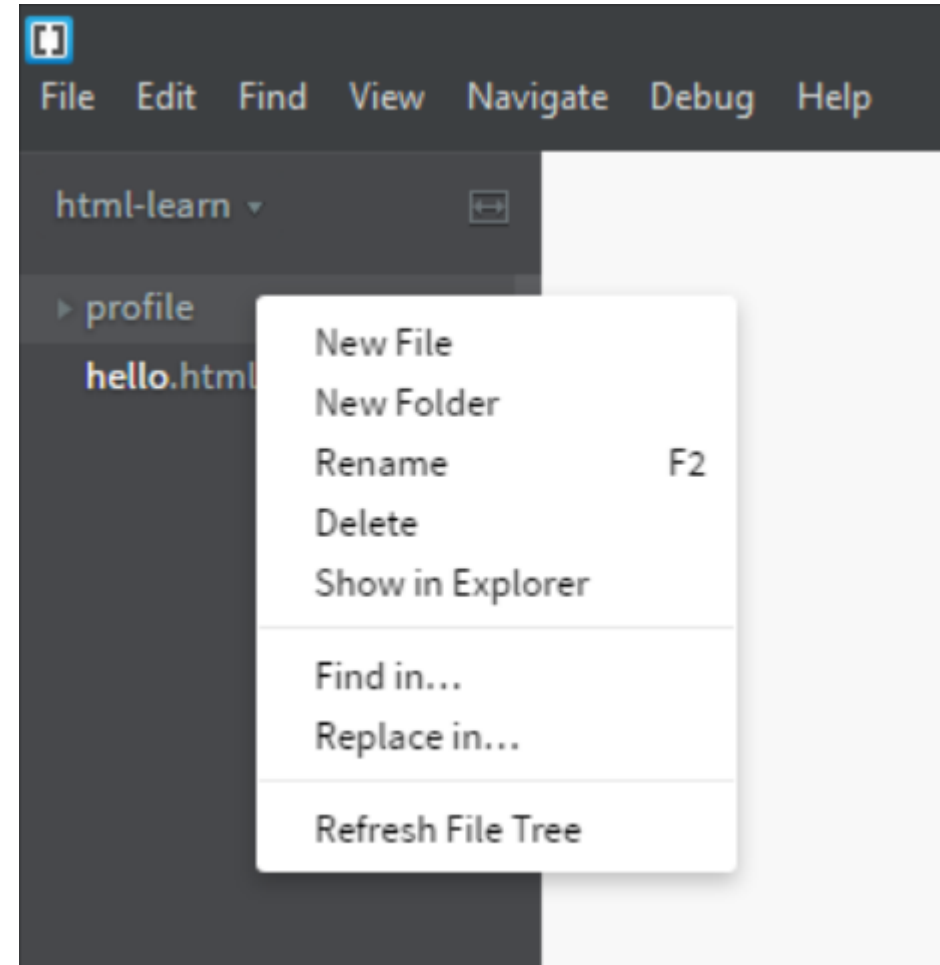 File Edit Find View Navigate Debug Help
html-learn
profile
hello.html
New File
New Folder
Rename F2
Delete
Show in Explorer
Find in...
Replace in...
Refresh File Tree